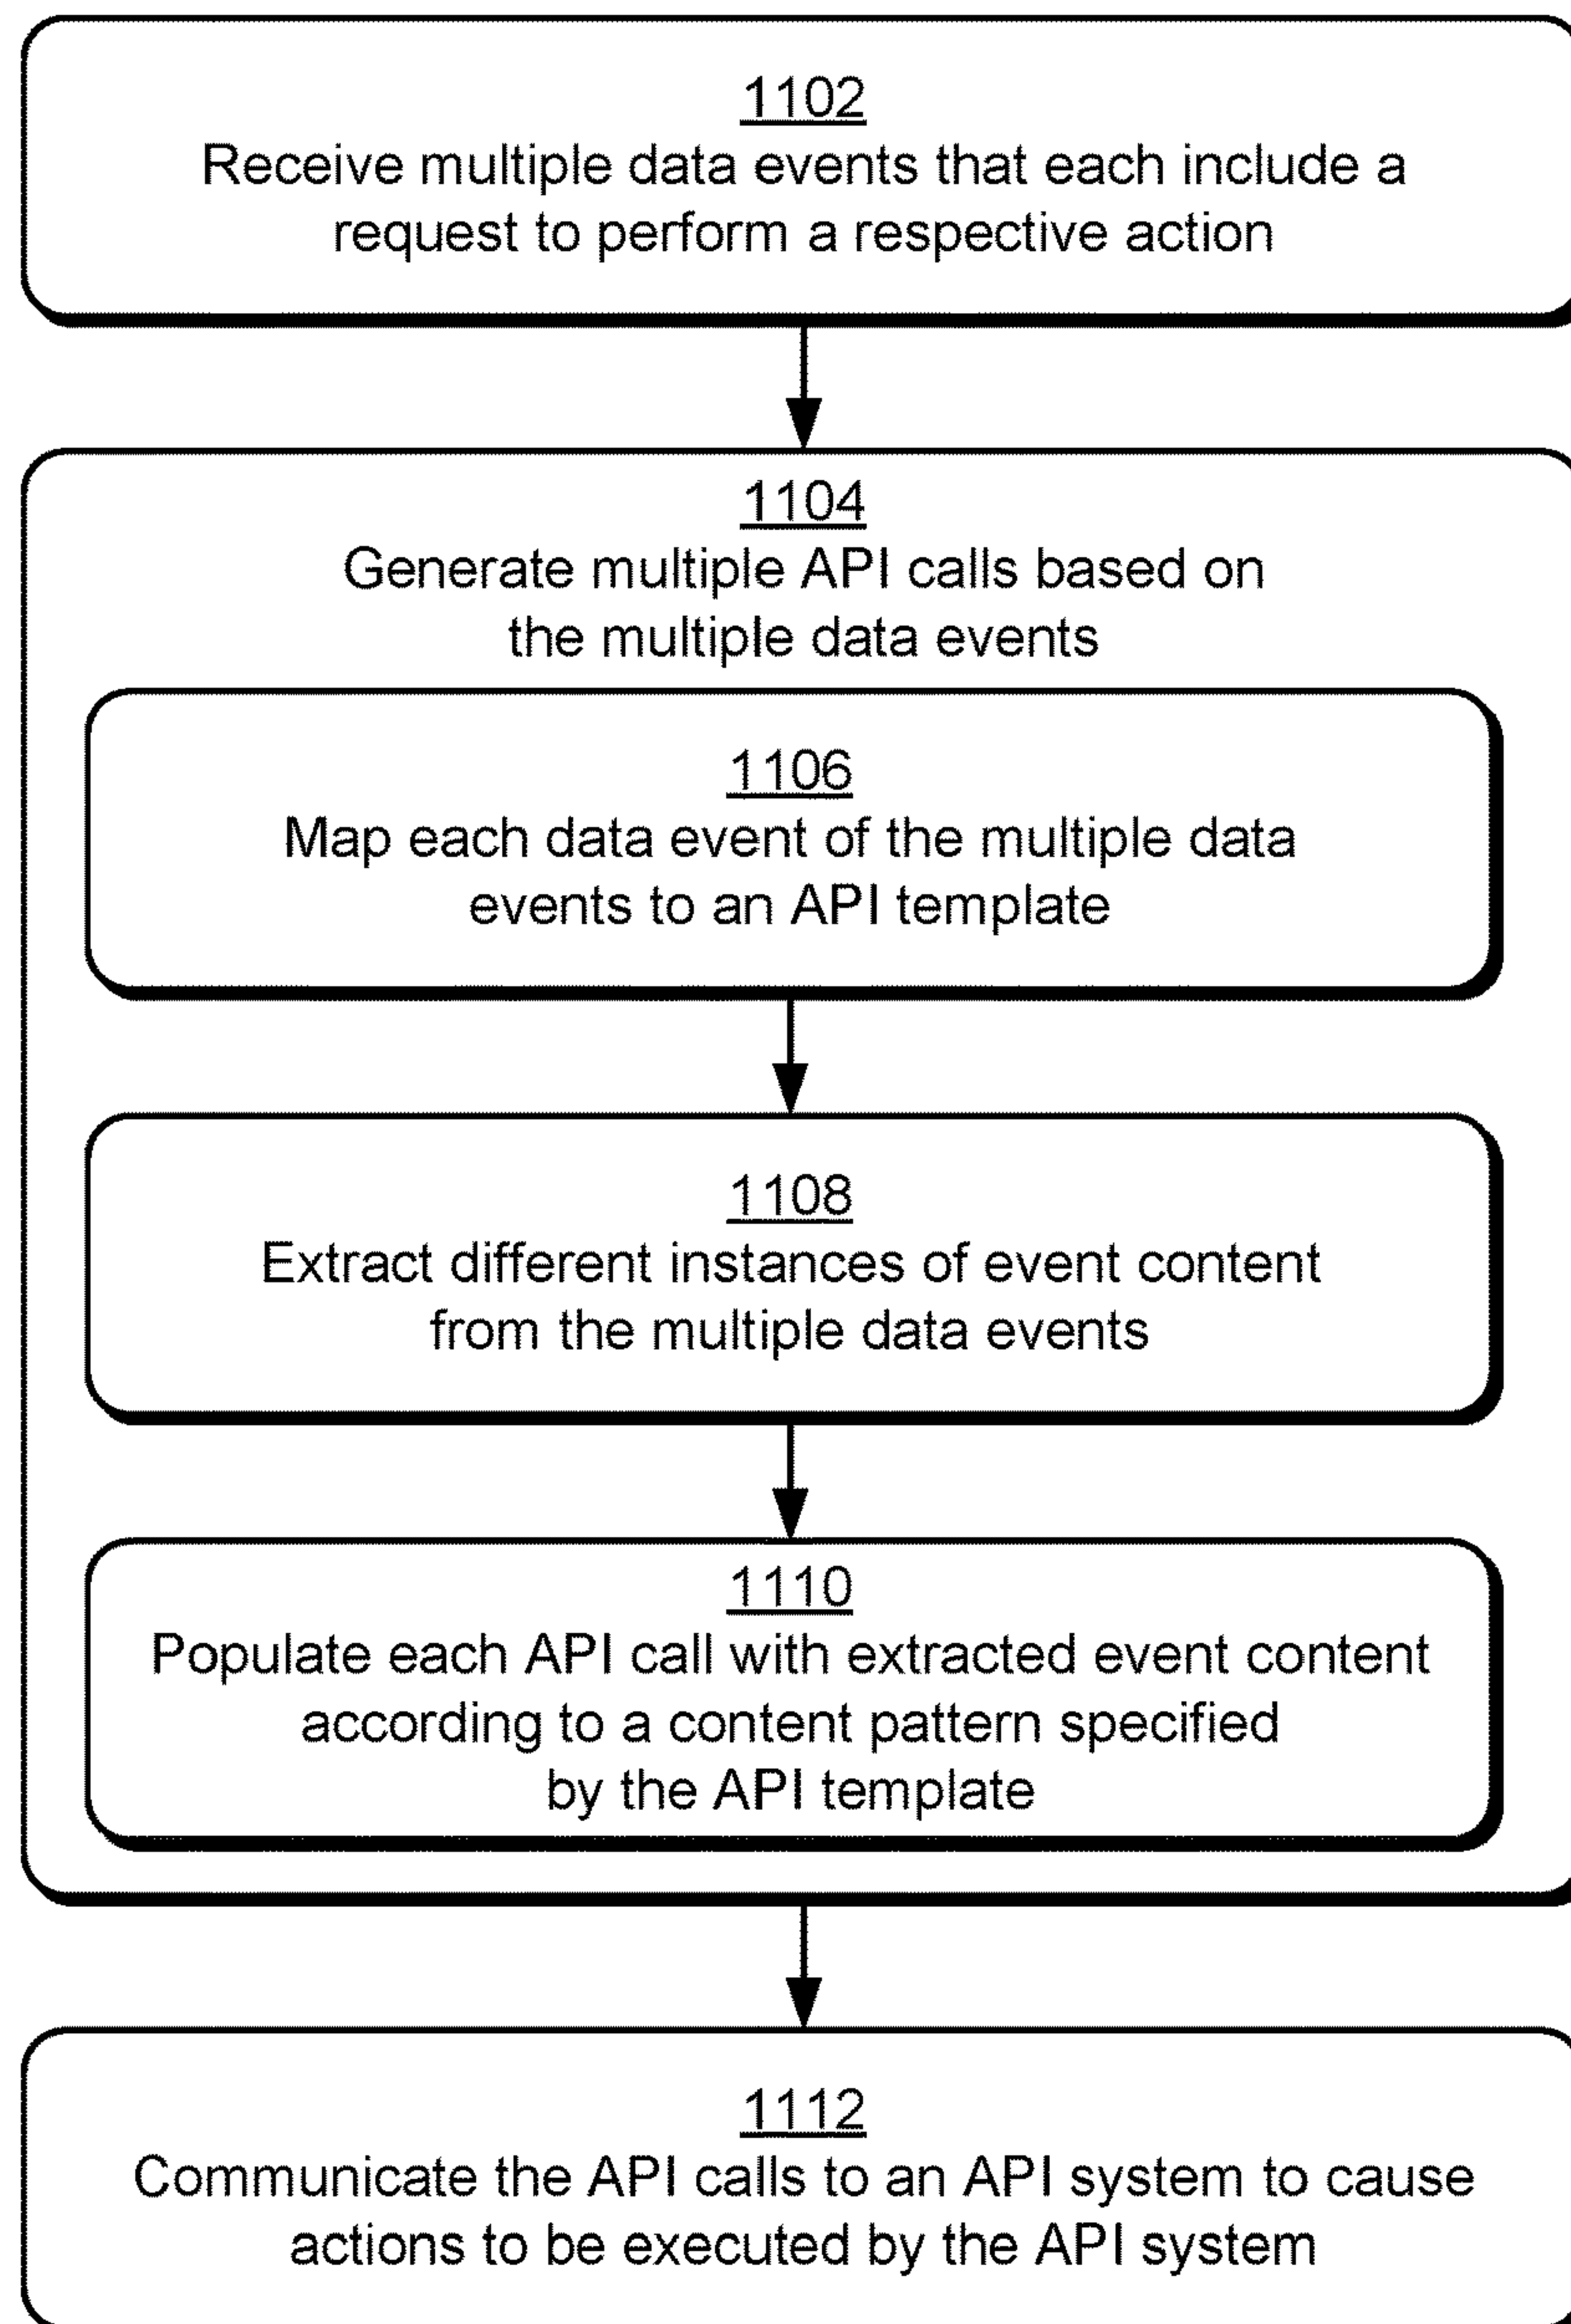 1102
Receive multiple data events that each include a
request to perform a respective action
1104
Generate multiple API calls based on
the multiple data events
1106
Map each data event of the multiple data
events to an API template
1108
Extract different instances of event content
from the multiple data events
1110
Populate each API call with extracted event content
according to a content pattern specified
by the API template
1112
Communicate the API calls to an API system to cause
actions to be executed by the API system